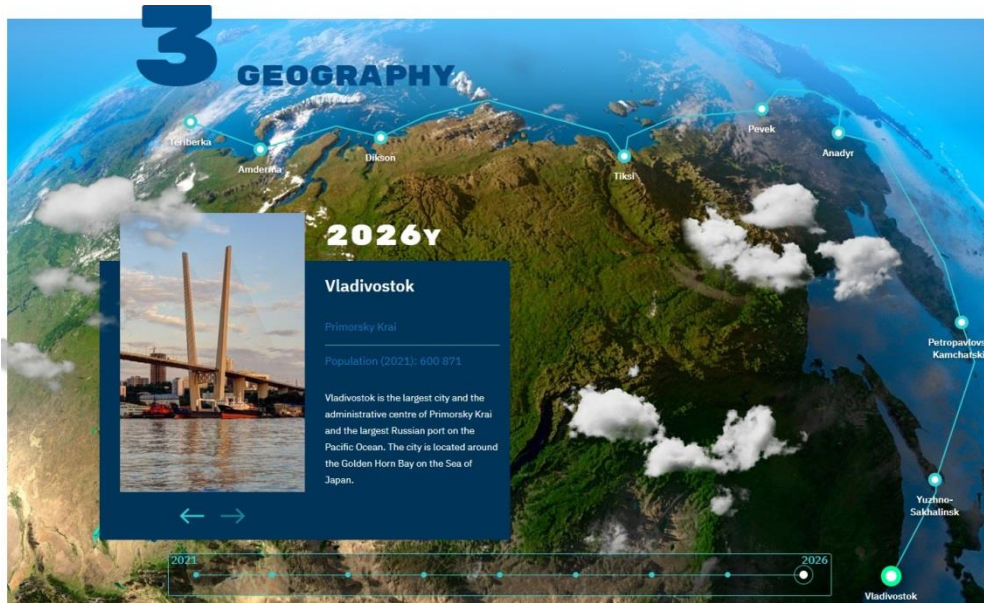 3
GEOGRAPHY
Teriberka
Amderma
Dikson
Tiksi
Pevek
Anadyr
2026Y
Vladivostok
Primorsky Krai
Population (2021): 600 871
Vladivostok is the largest city and the
administrative centre of Primorsky Krai
and the largest Russian port on the
Pacific Ocean. The city is located around
the Golden Horn Bay on the Sea of
Japan.
Petropavlovs
Kamchatski
Yuzhno-
Sakhalinsk
2021
2026
Vladivostok